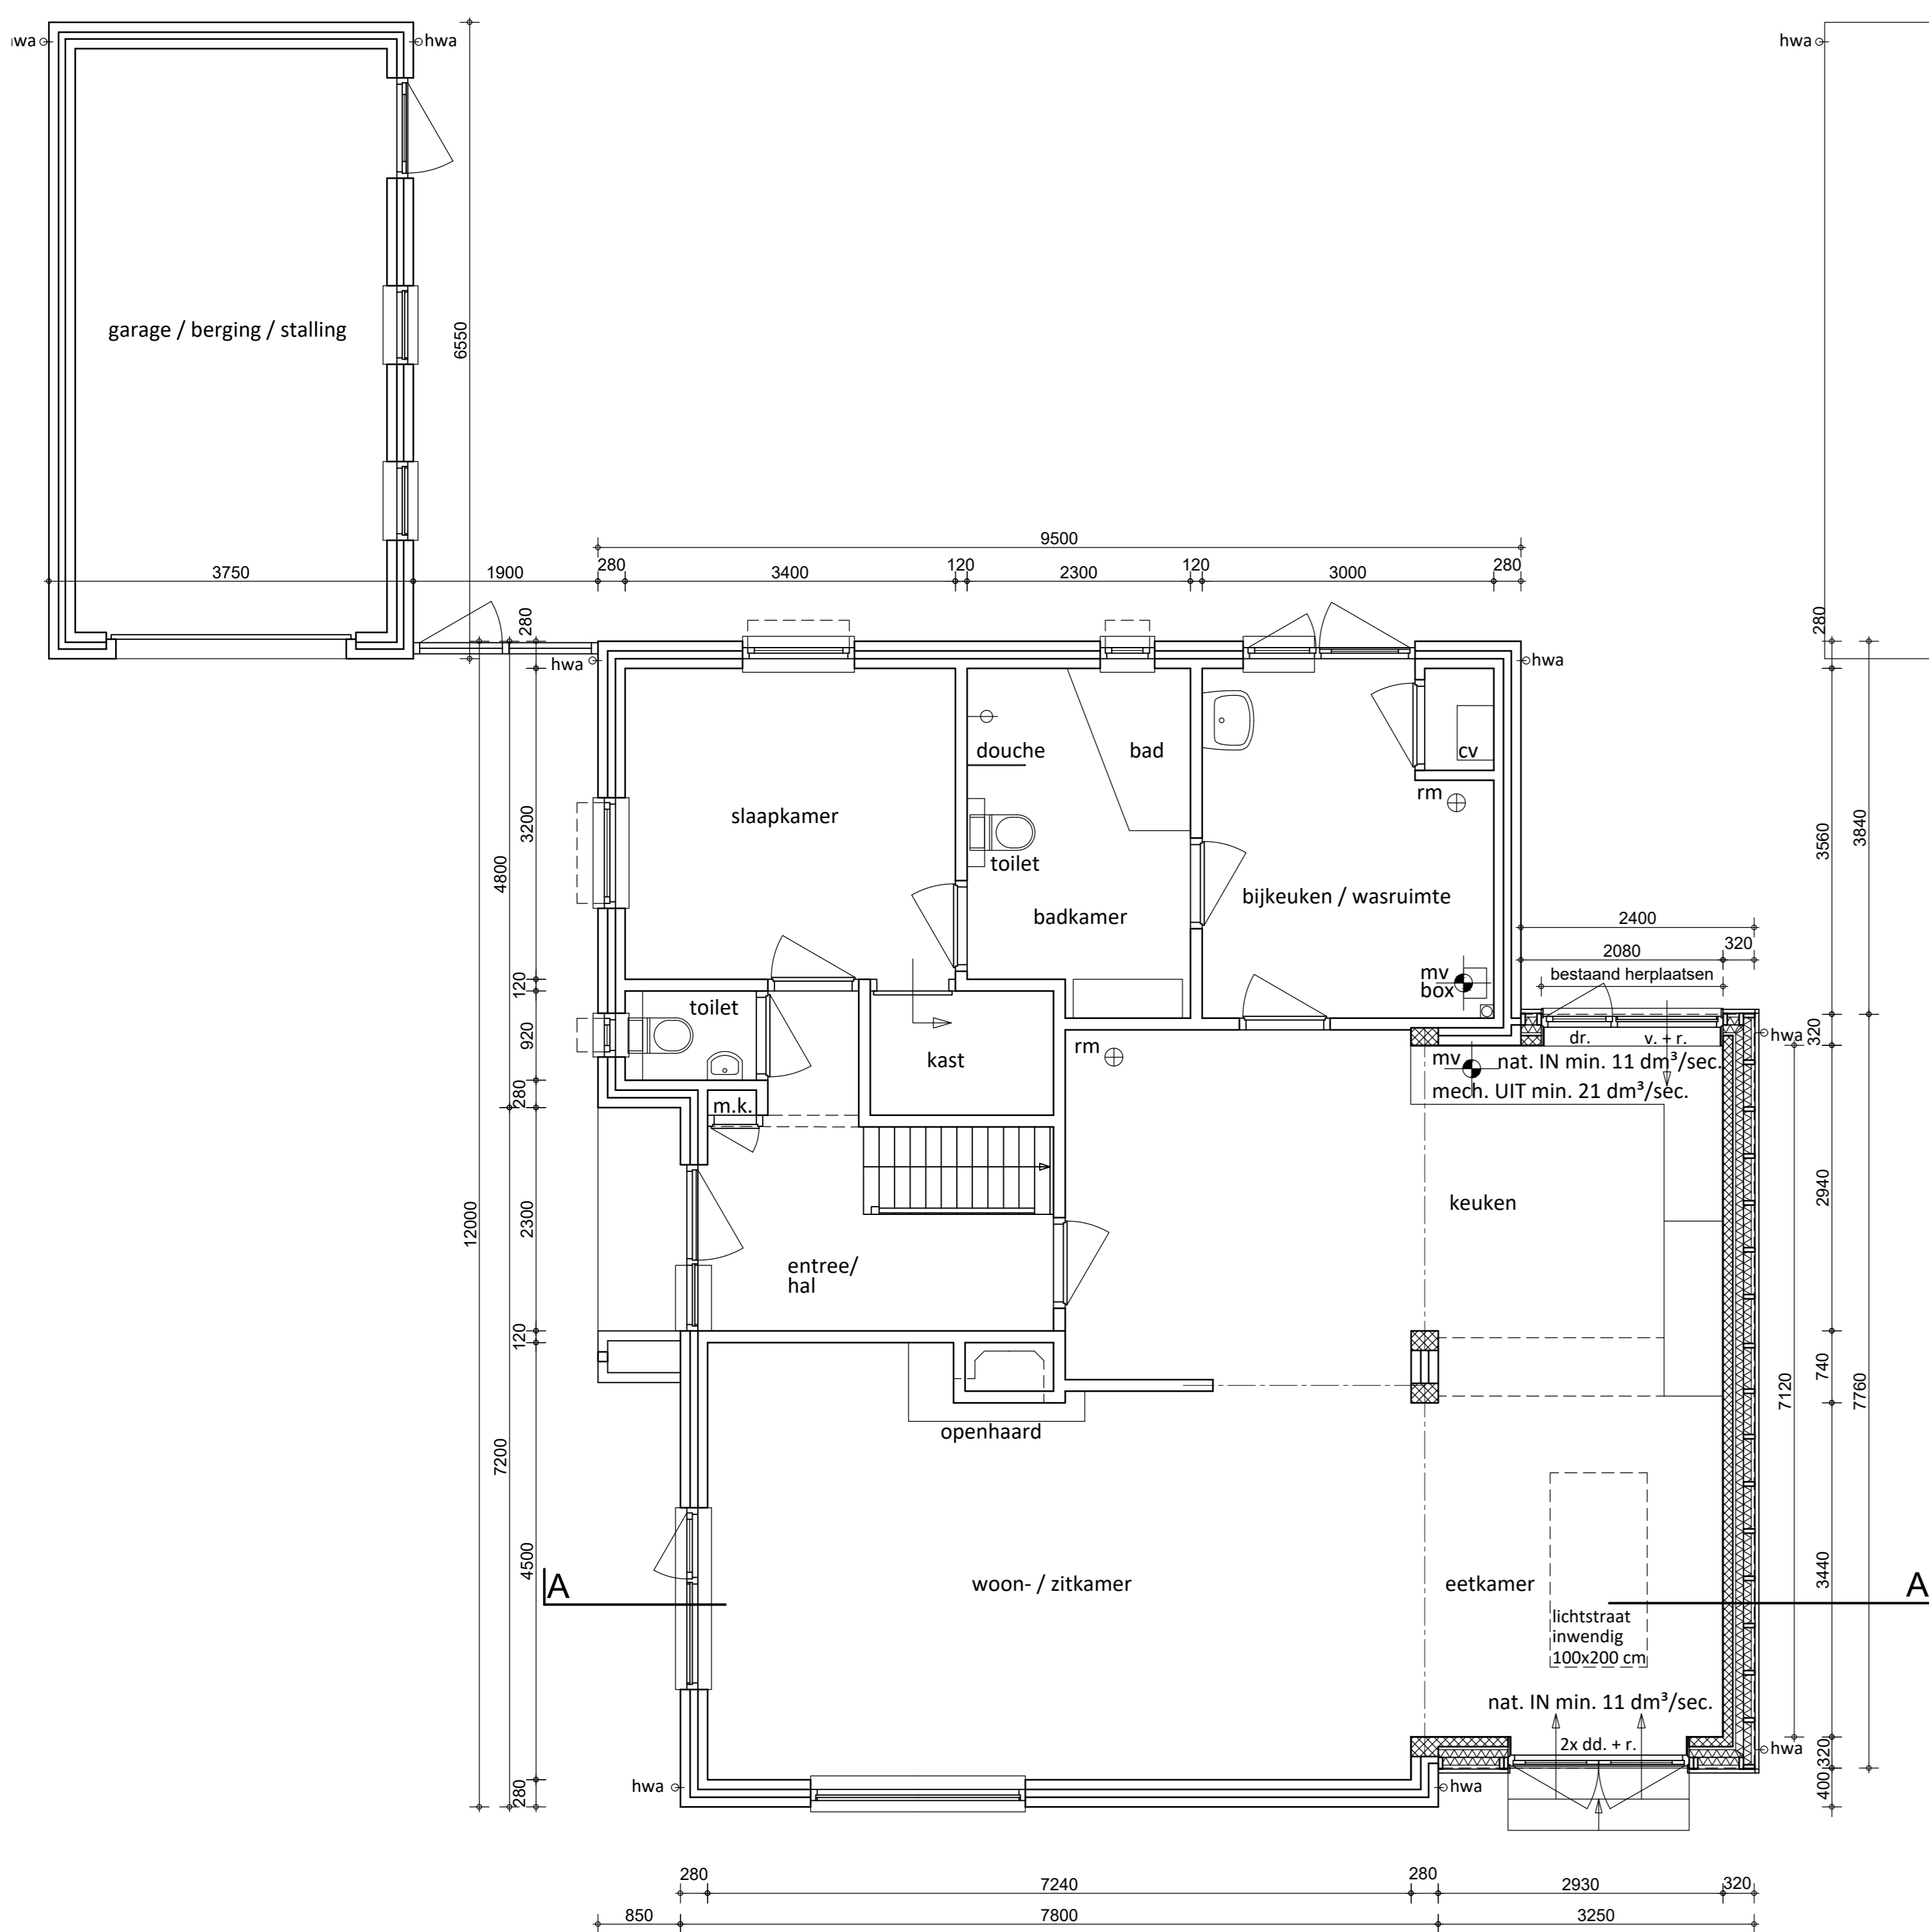 wa
hwa
hwa
garage / berging / stalling
6550
3750
1900
9500
280
3400
120
2300
120
3000
280
280
280
hwa
hwa
douche
bad
cv
rm
slaapkamer
toilet
badkamer
bijkeuken / wasruimte
3200
4800
3560
3840
2400
2080
320
bestaand herplaatsen
mv
box
120
toilet
920
kast
rm
dr.
v. + r.
hwa
320
mv
nat. IN min. 11 dm³/sec.
mech. UIT min. 21 dm³/sec.
280
m.k.
keuken
2940
12000
2300
entree/
hal
120
740
7120
7760
openhaard
7200
4500
A
woon- / zitkamer
eetkamer
3440
A
lichtstraat
inwendig
100x200 cm
nat. IN min. 11 dm³/sec.
2x dd. + r.
hwa
320
hwa
hwa
280
400
280
7240
280
2930
320
850
7800
3250